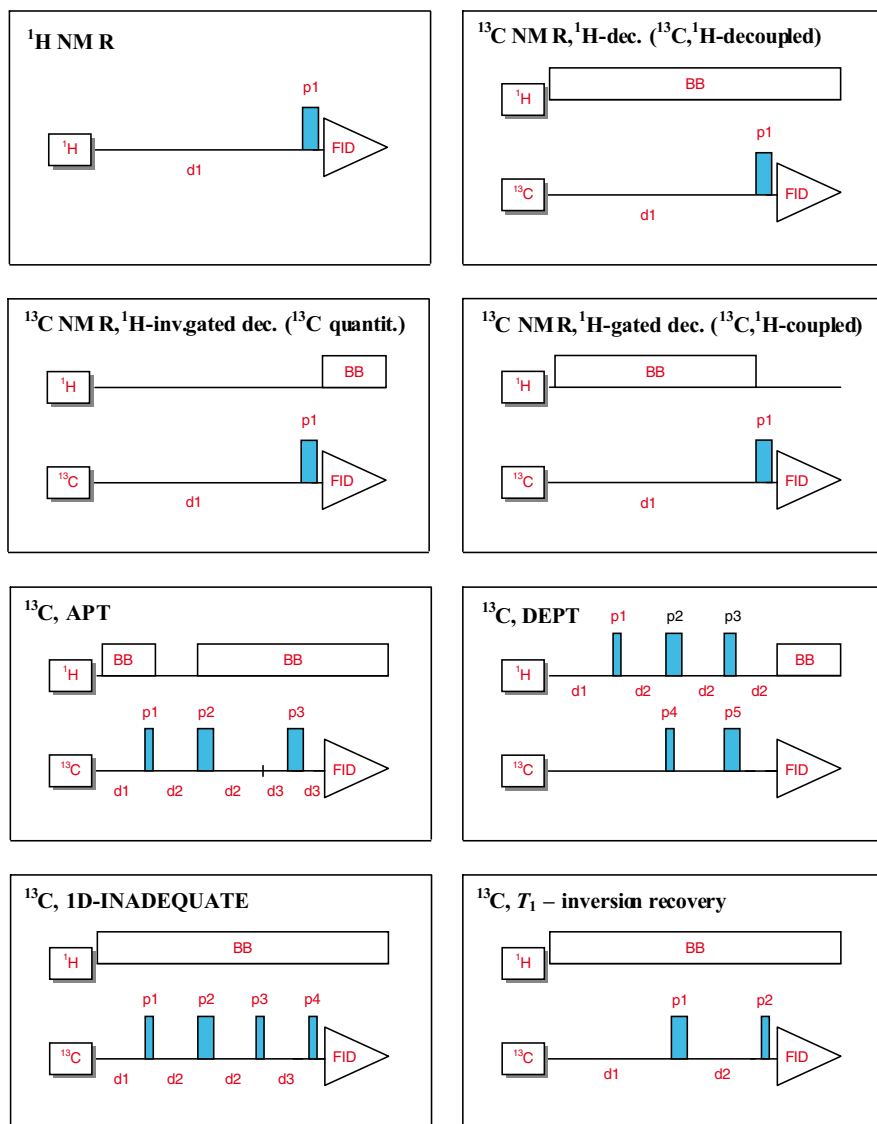 ¹H NMR
p1
¹H
FID
d1
¹³C NMR,¹H-dec. (¹³C,¹H-decoupled)
BB
¹H
p1
¹³C
FID
d1
¹³C NMR,¹H-inv.gated dec. (¹³C quantit.)
BB
¹H
p1
¹³C
FID
d1
¹³C NMR,¹H-gated dec. (¹³C,¹H-coupled)
BB
¹H
p1
¹³C
FID
d1
¹³C, APT
BB BB
¹H
p1 p2 p3
¹³C
FID
d1 d2 d2 d3 d3
¹³C, DEPT
p1 p2 p3
¹H
BB
d1 d2 d2 d2
p4 p5
¹³C
FID
¹³C, 1D-INADEQUATE
BB
¹H
p1 p2 p3 p4
¹³C
FID
d1 d2 d2 d3
¹³C, T₁ – inversion recovery
BB
¹H
p1 p2
¹³C
FID
d1 d2